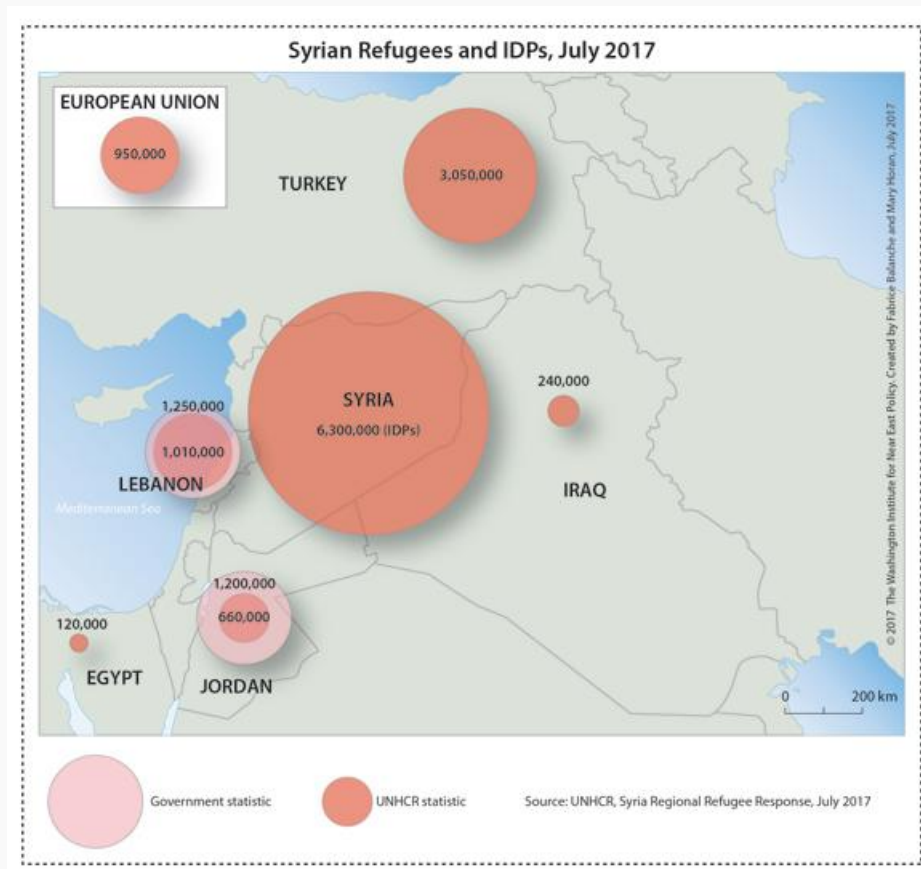 Syrian Refugees and IDPs, July 2017
EUROPEAN UNION
950,000
TURKEY
3,050,000
SYRIA
6,300,000 (IDPs)
240,000
IRAQ
1,250,000
1,010,000
LEBANON
Mediterranean Sea
1,200,000
660,000
JORDAN
120,000
EGYPT
0 200 km
© 2017 The Washington Institute for Near East Policy. Created by Fabrice Balanche and Mary Horan, July 2017
Government statistic
UNHCR statistic
Source: UNHCR, Syria Regional Refugee Response, July 2017